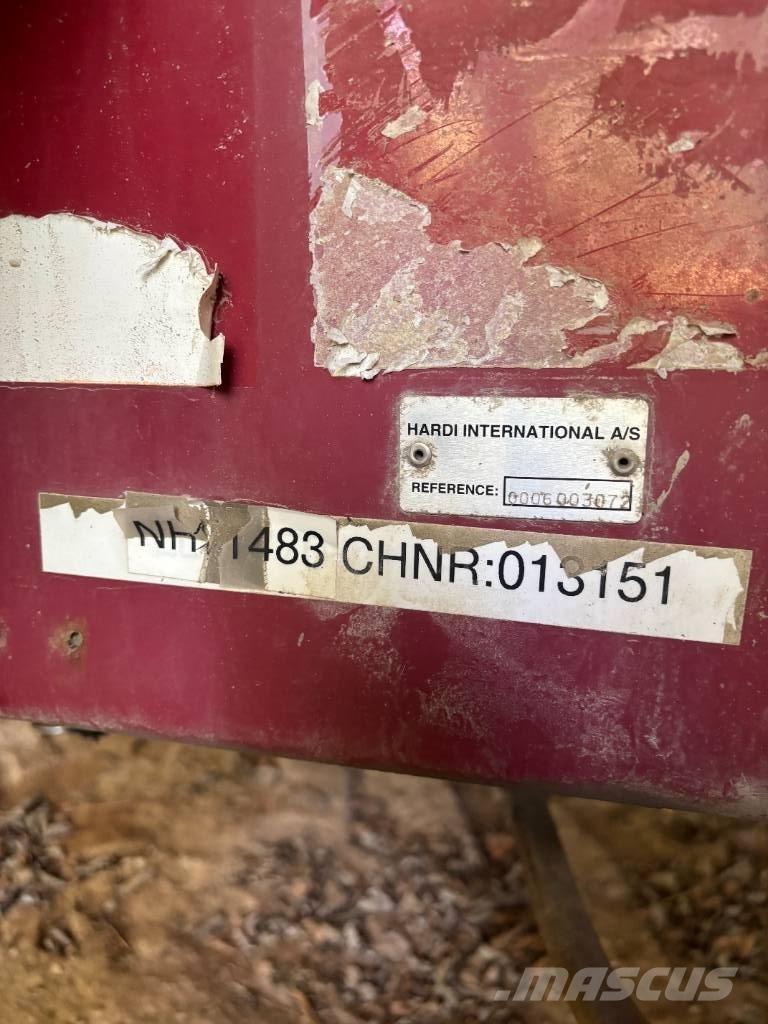 HARDI INTERNATIONAL A/S
REFERENCE: 0006003072
1483 CHNR:013151
MASCUS